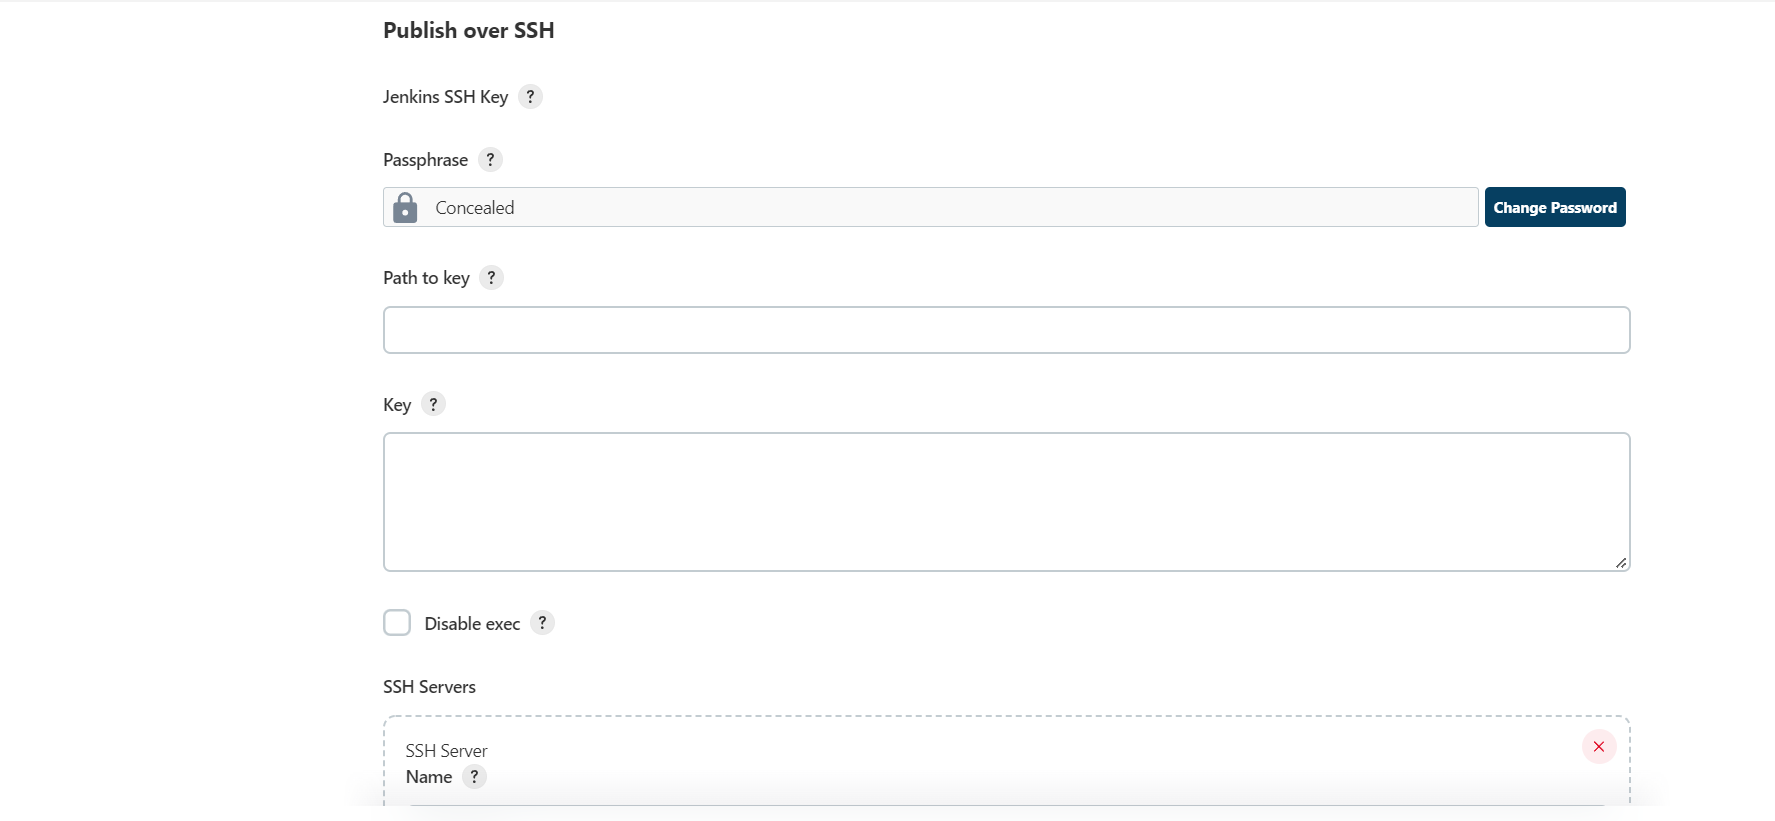 Publish over SSH
Jenkins SSH Key ?
Passphrase ?
Concealed
Change Password
Path to key ?
Key ?
Disable exec ?
SSH Servers
SSH Server
Name ?